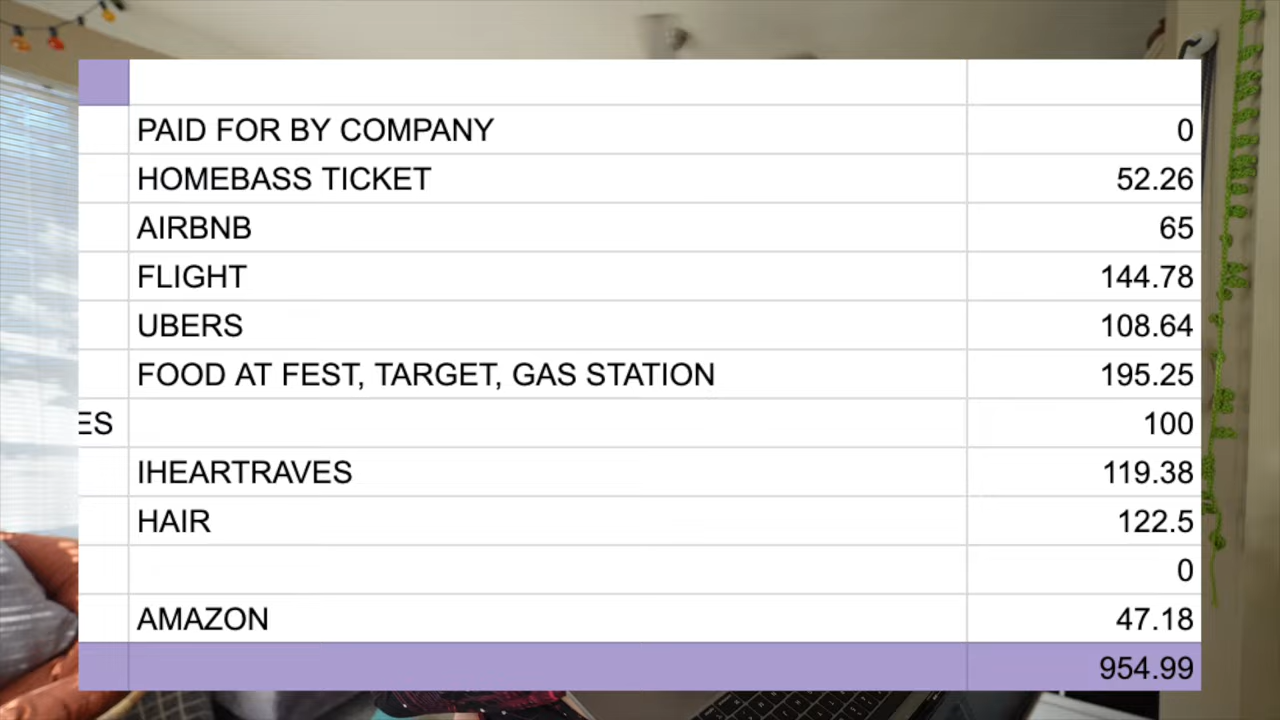 PAID FOR BY COMPANY 0
HOMEBASS TICKET 52.26
AIRBNB 65
FLIGHT 144.78
UBERS 108.64
FOOD AT FEST, TARGET, GAS STATION 195.25
ES 100
IHEARTRAVES 119.38
HAIR 122.5
0
AMAZON 47.18
954.99